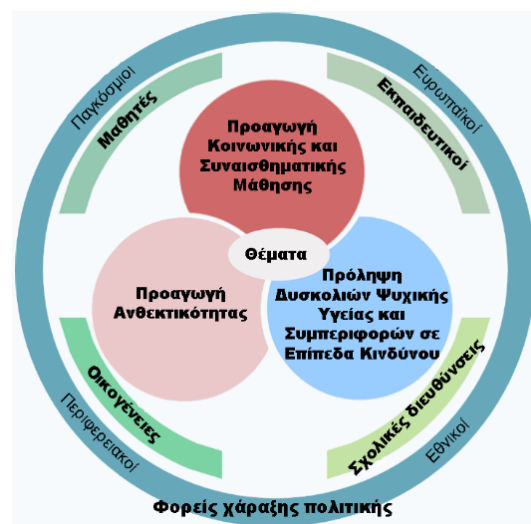 Παγκόσμιοι
Ευρωπαϊκοί
Μαθητές
Εκπαιδευτικοί
Προαγωγή
Κοινωνικής και
Συναισθηματικής
Μάθησης
Θέματα
Προαγωγή
Ανθεκτικότητας
Πρόληψη
Δυσκολιών Ψυχικής
Υγείας και
Συμπεριφορών σε
Επίπεδα Κινδύνου
Οικογένειες
Σχολικές διευθύνσεις
Περιφερειακοί
Εθνικοί
Φορείς χάραξης πολιτικής